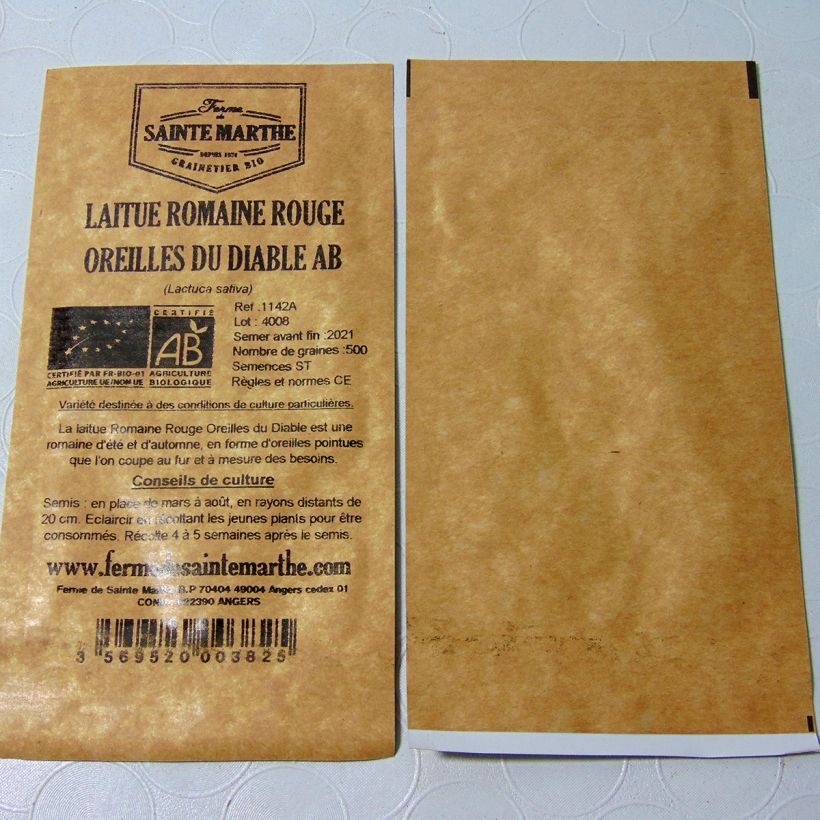 Ferme
de
SAINTE MARTHE
DEPUIS 1974
GRAINETIER BIO
LAITUE ROMAINE ROUGE
OREILLES DU DIABLE AB
(Lactuca sativa)
CERTIFIÉ
AB
CERTIFIÉ PAR FR-BIO-01
AGRICULTURE UE/NON UE
AGRICULTURE
BIOLOGIQUE
Ref :1142A
Lot : 4008
Semer avant fin :2021
Nombre de graines :500
Semences ST
Règles et normes CE
Variété destinée à des conditions de culture particulières.
La laitue Romaine Rouge Oreilles du Diable est une
romaine d'été et d'automne, en forme d'oreilles pointues
que l'on coupe au fur et à mesure des besoins.
Conseils de culture
Semis : en place de mars à août, en rayons distants de
20 cm. Eclaircir en récoltant les jeunes plants pour être
consommés. Récolte 4 à 5 semaines après le semis.
www.fermedesaintemarthe.com
Ferme de Sainte Marthe B.P 70404 49004 Angers cedex 01
22390 ANGERS
3 569520 003825